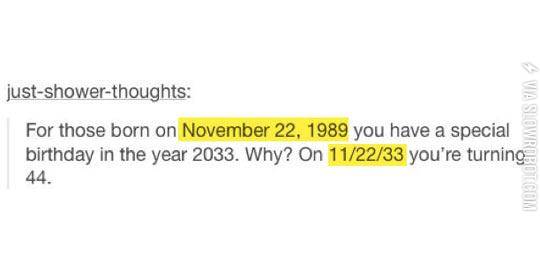 just-shower-thoughts:
For those born on November 22, 1989 you have a special
birthday in the year 2033. Why? On 11/22/33 you're turning
44.
VIA SLOWROBOT.COM